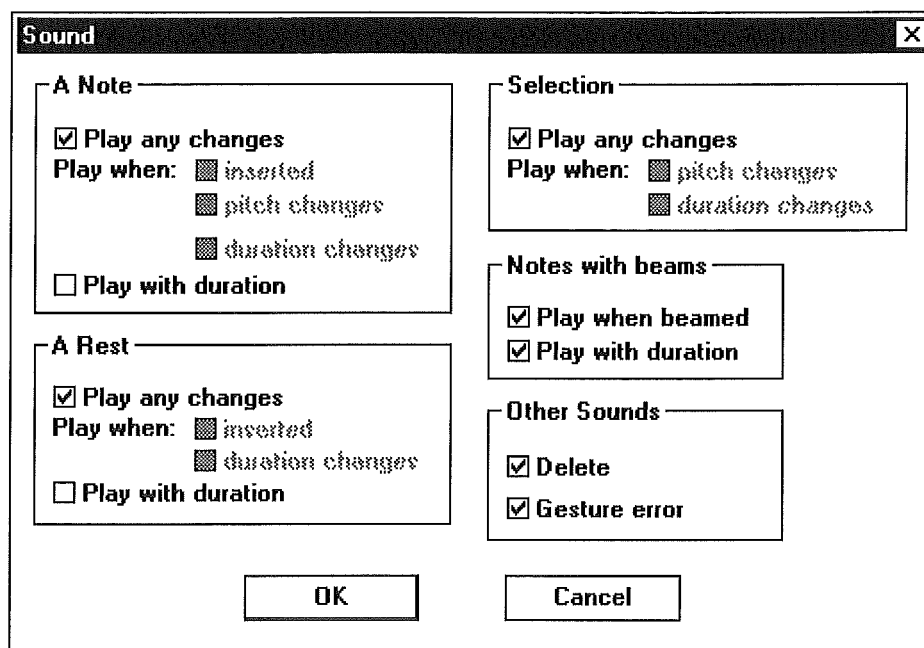 Sound
A Note
Play any changes
Play when: inserted
pitch changes
duration changes
Play with duration
A Rest
Play any changes
Play when: inverted
duration changes
Play with duration
Selection
Play any changes
Play when: pitch changes
duration changes
Notes with beams
Play when beamed
Play with duration
Other Sounds
Delete
Gesture error
OK
Cancel